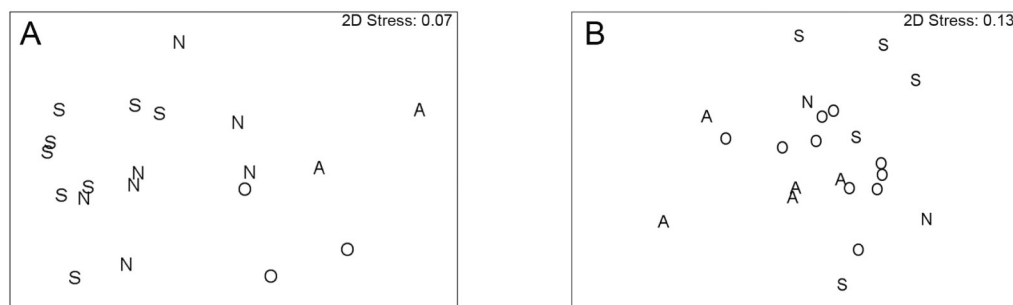 A 2D Stress: 0.07
N
S S S A
N
S
S
N N A
S N O
S N
O
N
S O
B 2D Stress: 0.13
S S
S
N
A O O
O O O S
O
A O
A O O
A
A N
O
S